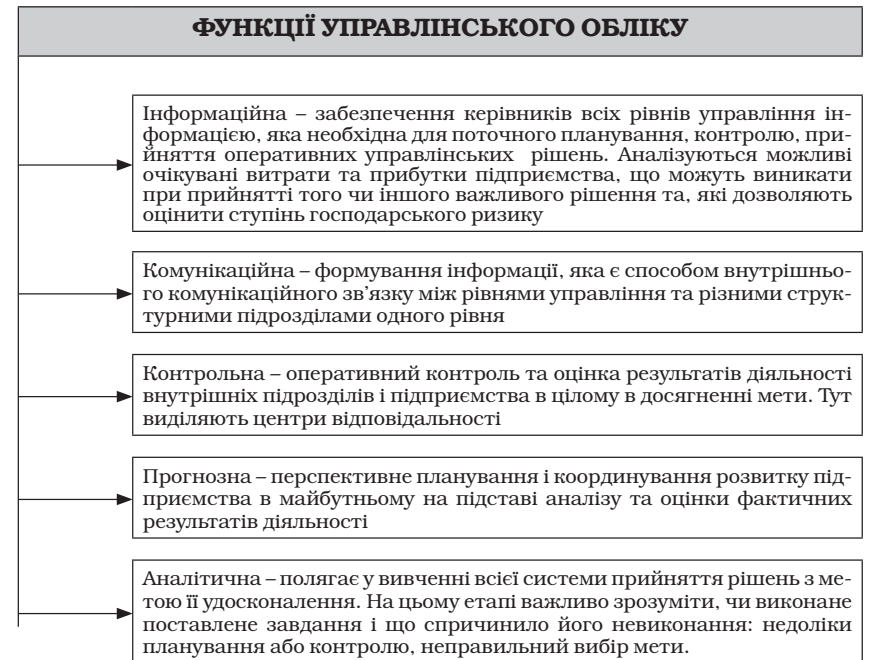 ФУНКЦІЇ УПРАВЛІНСЬКОГО ОБЛІКУ
Інформаційна – забезпечення керівників всіх рівнів управління ін-
формацією, яка необхідна для поточного планування, контролю, при-
йняття оперативних управлінських рішень. Аналізуються можливі
очікувані витрати та прибутки підприємства, що можуть виникати
при прийнятті того чи іншого важливого рішення та, які дозволяють
оцінити ступінь господарського ризику
Комунікаційна – формування інформації, яка є способом внутрішньо-
го комунікаційного зв’язку між рівнями управління та різними струк-
турними підрозділами одного рівня
Контрольна – оперативний контроль та оцінка результатів діяльності
внутрішніх підрозділів і підприємства в цілому в досягненні мети. Тут
виділяють центри відповідальності
Прогнозна – перспективне планування і координування розвитку під-
приємства в майбутньому на підставі аналізу та оцінки фактичних
результатів діяльності
Аналітична – полягає у вивченні всієї системи прийняття рішень з ме-
тою її удосконалення. На цьому етапі важливо зрозуміти, чи виконане
поставлене завдання і що спричинило його невиконання: недоліки
планування або контролю, неправильний вибір мети.